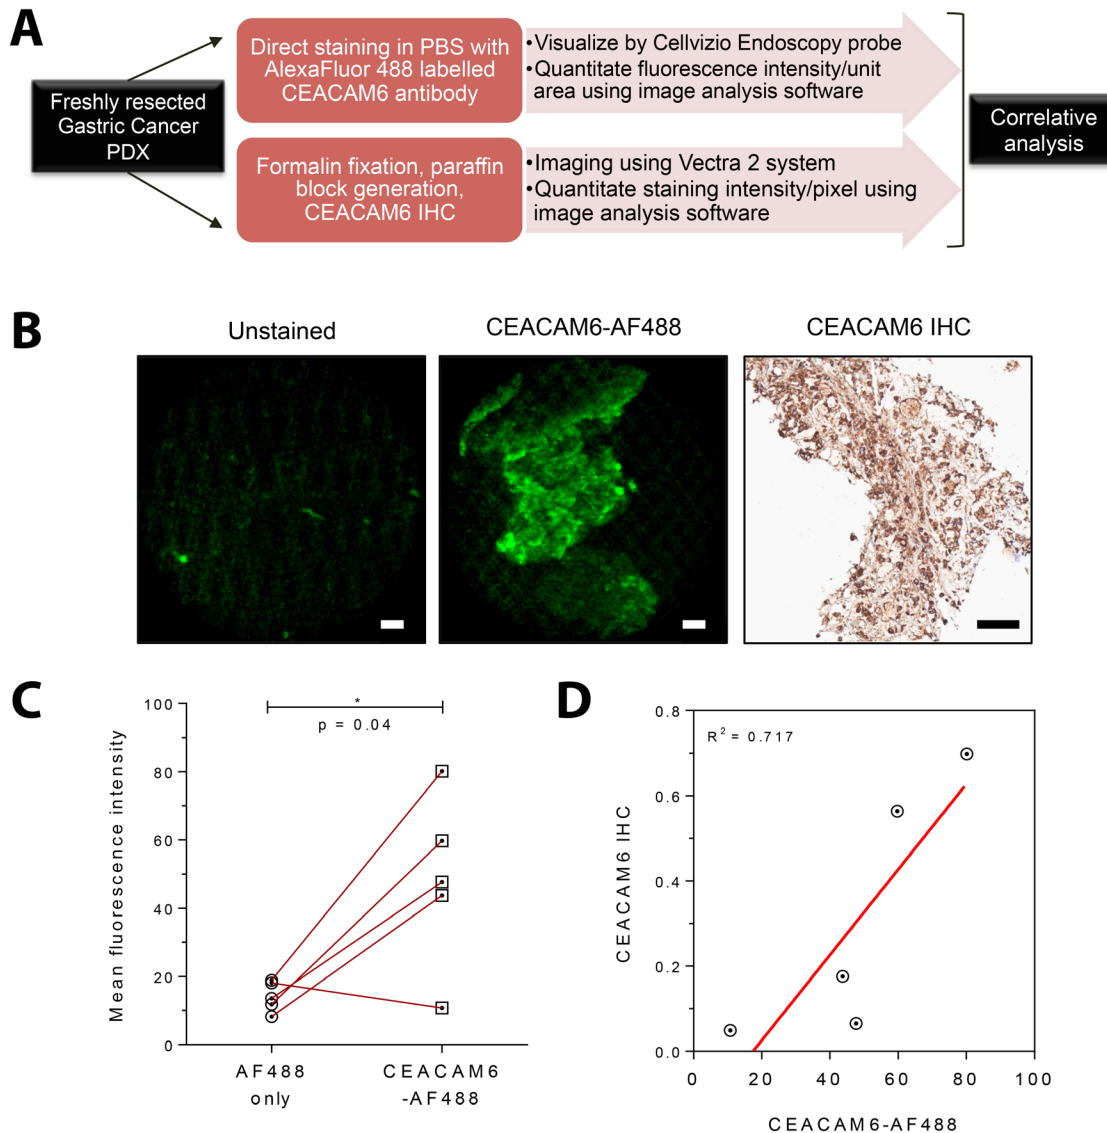 A
Freshly resected
Gastric Cancer
PDX
Direct staining in PBS with
AlexaFluor 488 labelled
CEACAM6 antibody
•Visualize by Cellvizio Endoscopy probe
•Quantitate fluorescence intensity/unit
area using image analysis software
Formalin fixation, paraffin
block generation,
CEACAM6 IHC
•Imaging using Vectra 2 system
•Quantitate staining intensity/pixel using
image analysis software
Correlative
analysis
B
Unstained
CEACAM6-AF488
CEACAM6 IHC
C
Mean fluorescence intensity
100
80
60
40
20
0
*
p = 0.04
AF488
only
CEACAM6
-AF488
D
CEACAM6 IHC
0.8
0.6
0.4
0.2
0.0
R² = 0.717
0 20 40 60 80 100
CEACAM6-AF488